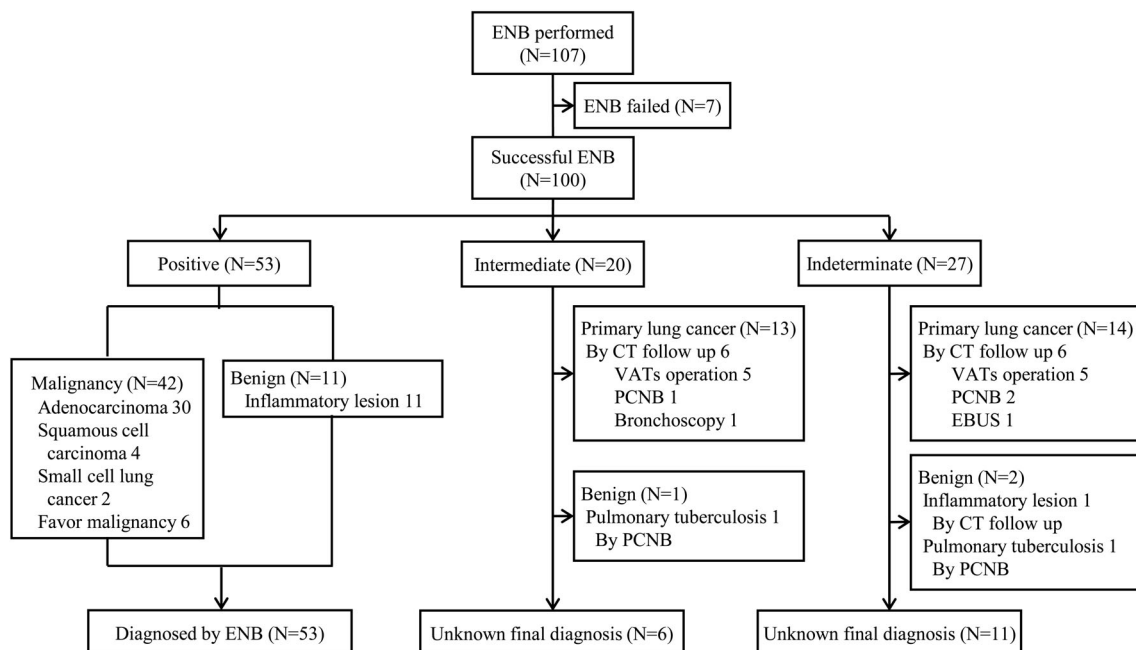 ENB performed
(N=107)
ENB failed (N=7)
Successful ENB
(N=100)
Positive (N=53)
Intermediate (N=20)
Indeterminate (N=27)
Malignancy (N=42)
Adenocarcinoma 30
Squamous cell
carcinoma 4
Small cell lung
cancer 2
Favor malignancy 6
Benign (N=11)
Inflammatory lesion 11
Primary lung cancer (N=13)
By CT follow up 6
VATs operation 5
PCNB 1
Bronchoscopy 1
Primary lung cancer (N=14)
By CT follow up 6
VATs operation 5
PCNB 2
EBUS 1
Benign (N=1)
Pulmonary tuberculosis 1
By PCNB
Benign (N=2)
Inflammatory lesion 1
By CT follow up
Pulmonary tuberculosis 1
By PCNB
Diagnosed by ENB (N=53)
Unknown final diagnosis (N=6)
Unknown final diagnosis (N=11)